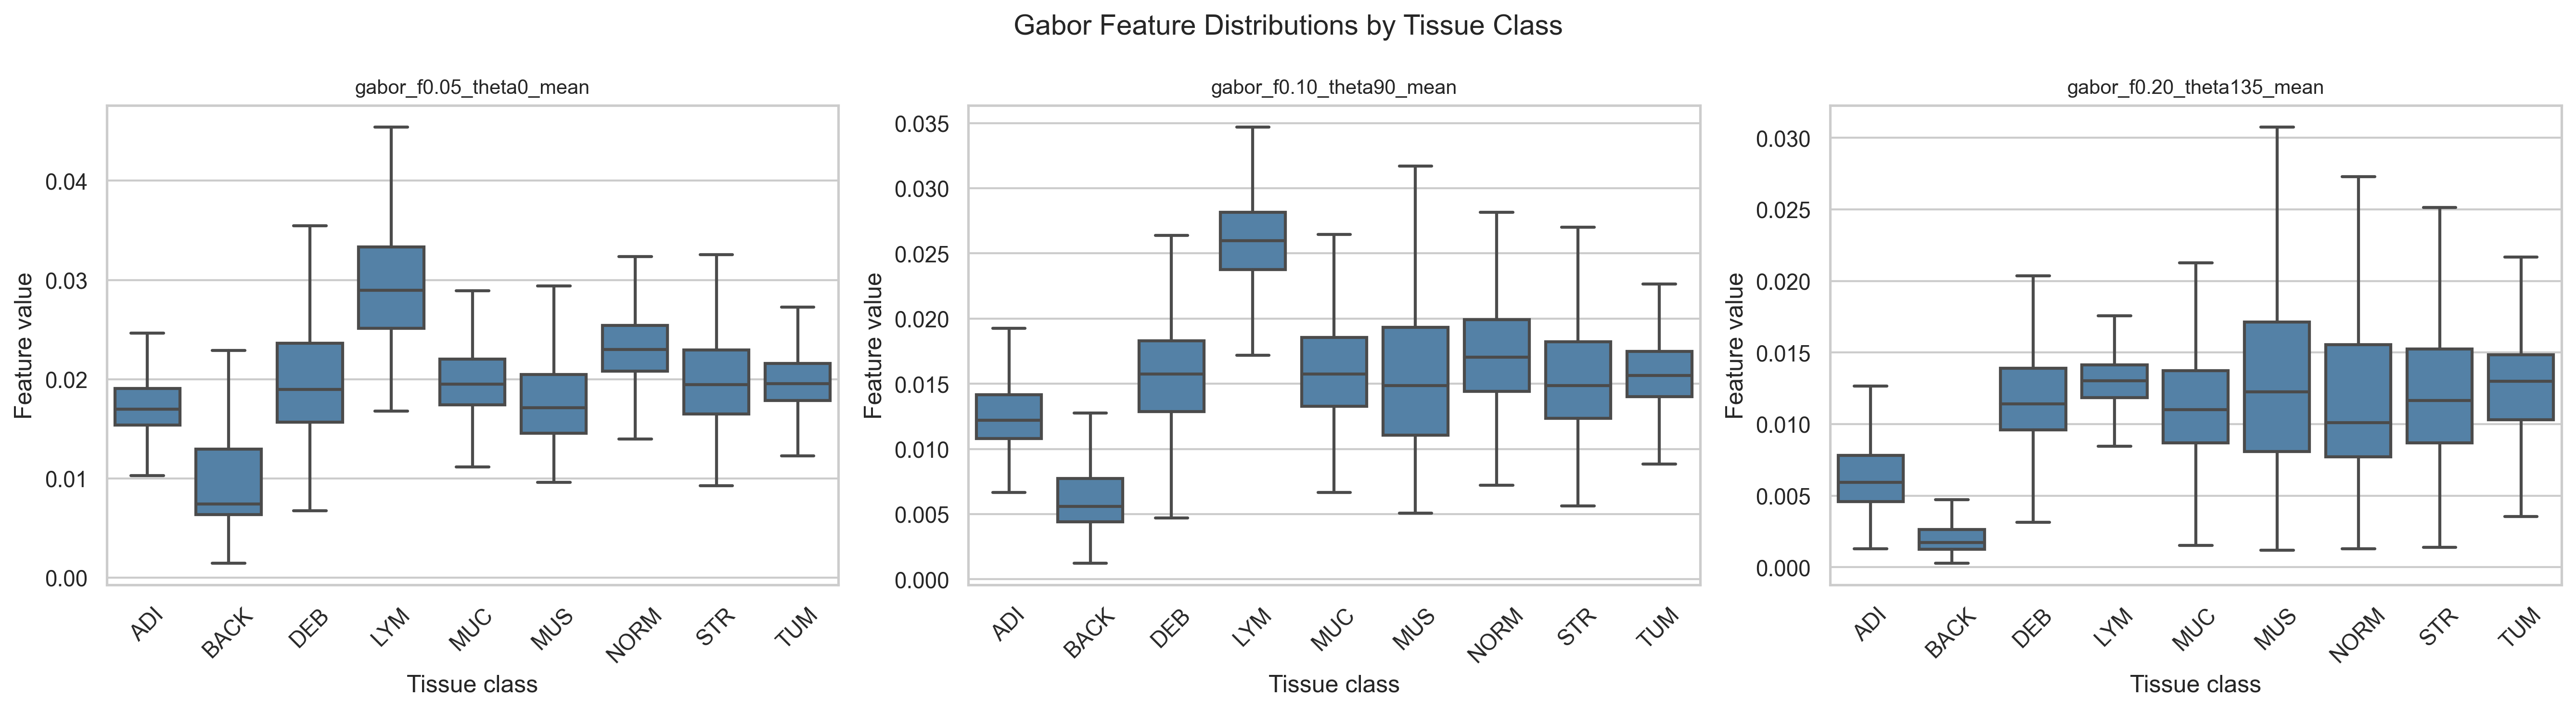 Gabor Feature Distributions by Tissue Class
gabor_f0.05_theta0_mean
Feature value
0.04
0.03
0.02
0.01
0.00
ADI
BACK
DEB
LYM
MUC
MUS
NORM
STR
TUM
Tissue class
gabor_f0.10_theta90_mean
Feature value
0.035
0.030
0.025
0.020
0.015
0.010
0.005
0.000
ADI
BACK
DEB
LYM
MUC
MUS
NORM
STR
TUM
Tissue class
gabor_f0.20_theta135_mean
Feature value
0.030
0.025
0.020
0.015
0.010
0.005
0.000
ADI
BACK
DEB
LYM
MUC
MUS
NORM
STR
TUM
Tissue class